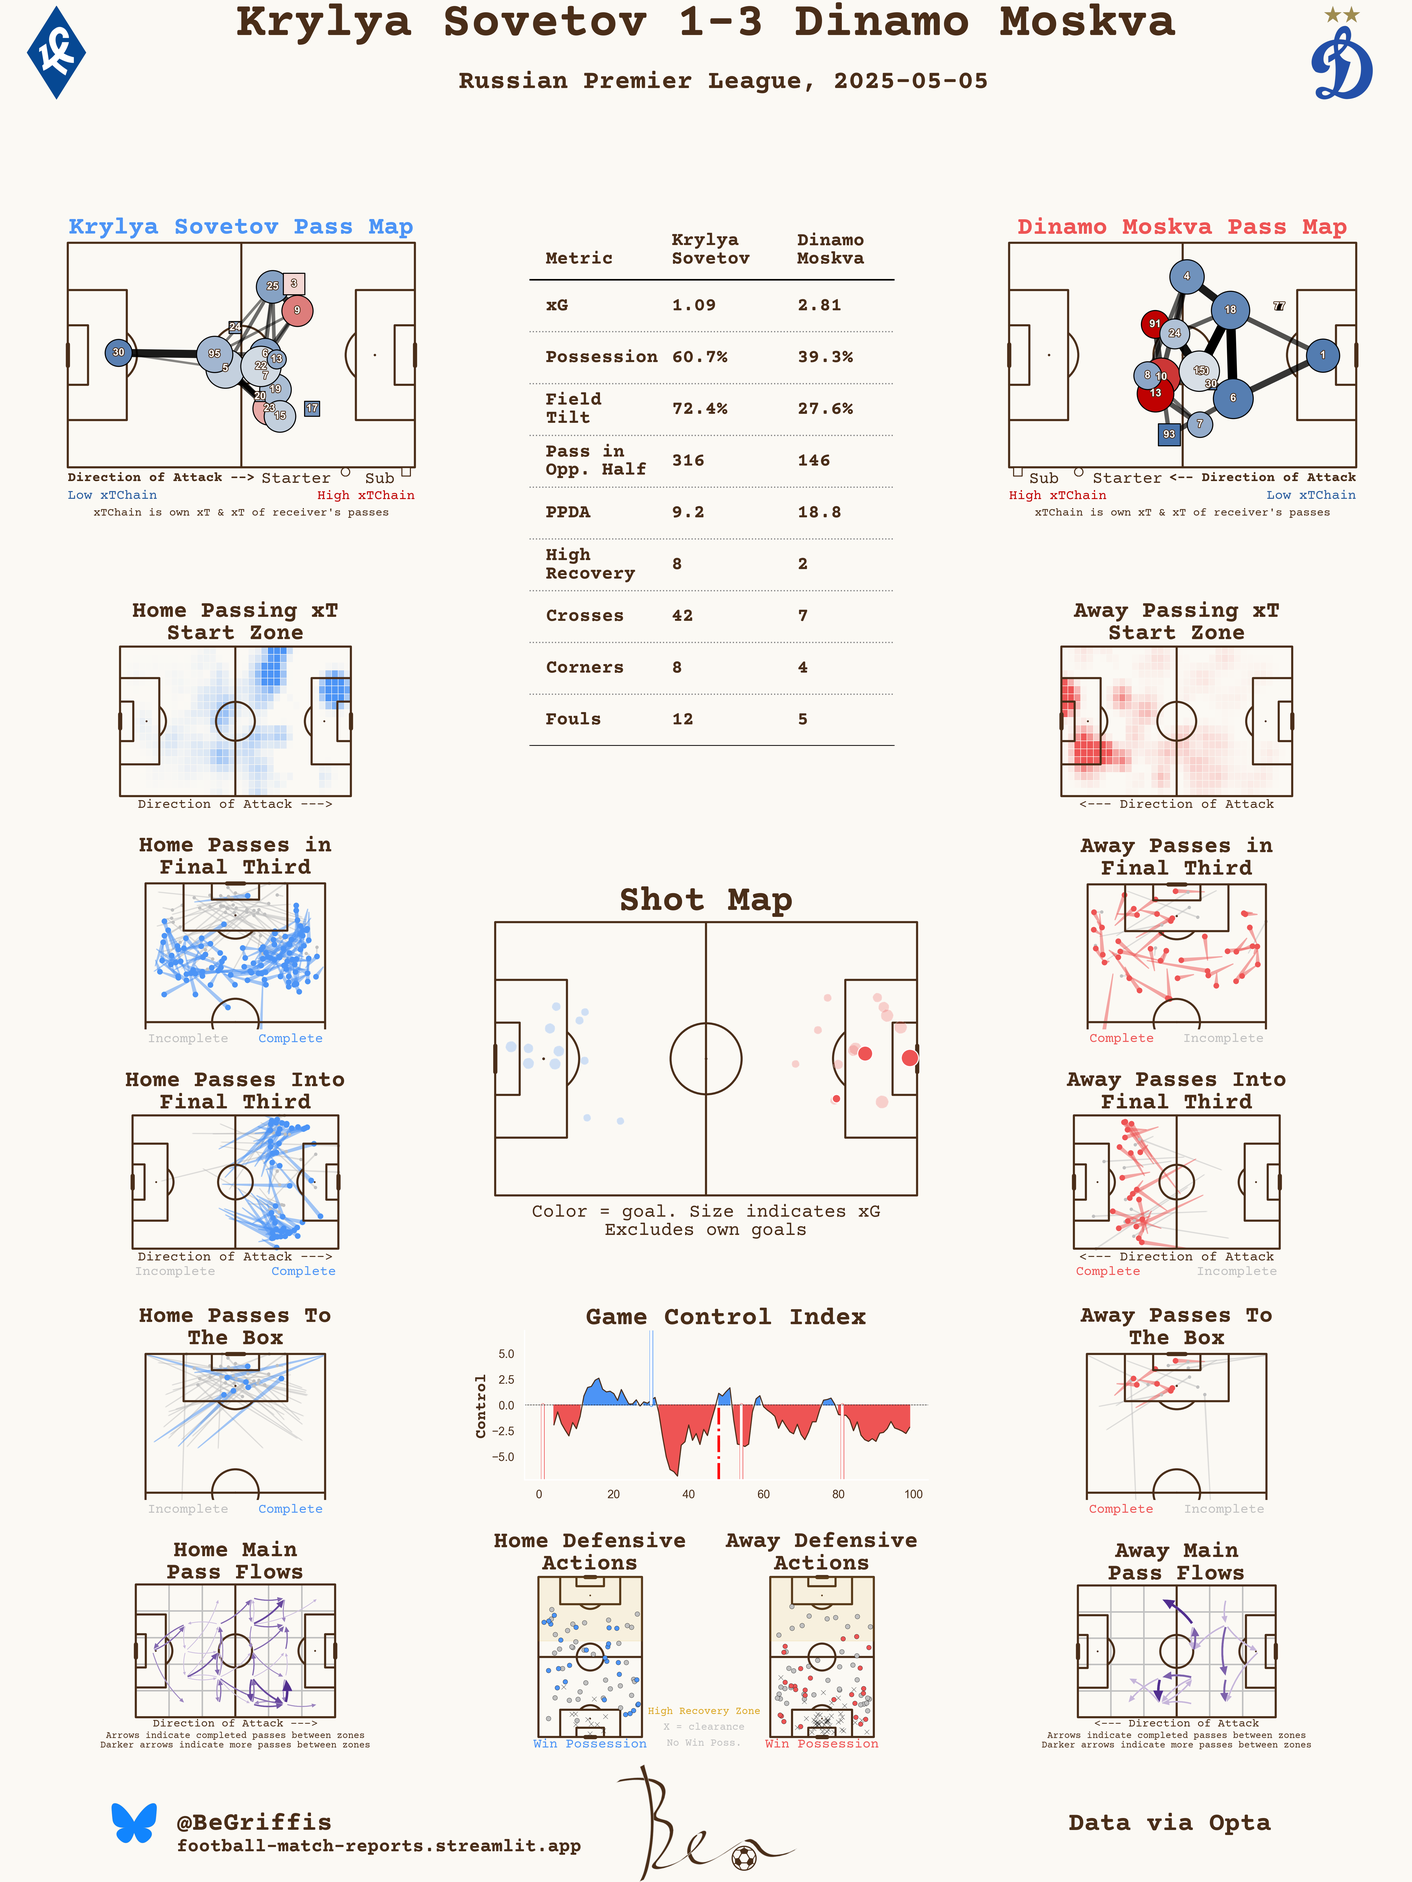 Krylya Sovetov 1-3 Dinamo Moskva
Russian Premier League, 2025-05-05
Krylya Sovetov Pass Map
25
3
9
24
30
95
5
6
13
22
7
19
20
23
15
17
Direction of Attack --> Starter Sub
Low xTChain High xTChain
xTChain is own xT & xT of receiver's passes
Metric Krylya Sovetov Dinamo Moskva
xG 1.09 2.81
Possession 60.7% 39.3%
Field Tilt 72.4% 27.6%
Pass in Opp. Half 316 146
PPDA 9.2 18.8
High Recovery 8 2
Crosses 42 7
Corners 8 4
Fouls 12 5
Dinamo Moskva Pass Map
4
18
77
91
24
1
8
10
15
30
13
6
7
93
Sub Starter <-- Direction of Attack
High xTChain Low xTChain
xTChain is own xT & xT of receiver's passes
Home Passing xT
Start Zone
Direction of Attack --->
Away Passing xT
Start Zone
<--- Direction of Attack
Home Passes in
Final Third
Incomplete Complete
Away Passes in
Final Third
Complete Incomplete
Shot Map
Color = goal. Size indicates xG
Excludes own goals
Home Passes Into
Final Third
Direction of Attack --->
Incomplete Complete
Away Passes Into
Final Third
<--- Direction of Attack
Complete Incomplete
Home Passes To
The Box
Incomplete Complete
Game Control Index
Control
5.0
2.5
0.0
−2.5
−5.0
0 20 40 60 80 100
Away Passes To
The Box
Complete Incomplete
Home Main
Pass Flows
Direction of Attack --->
Arrows indicate completed passes between zones
Darker arrows indicate more passes between zones
Home Defensive
Actions
Win Possession
High Recovery Zone
X = clearance
No Win Poss.
Away Defensive
Actions
Win Possession
Away Main
Pass Flows
<--- Direction of Attack
Arrows indicate completed passes between zones
Darker arrows indicate more passes between zones
@BeGriffis
football-match-reports.streamlit.app
Ben
Data via Opta